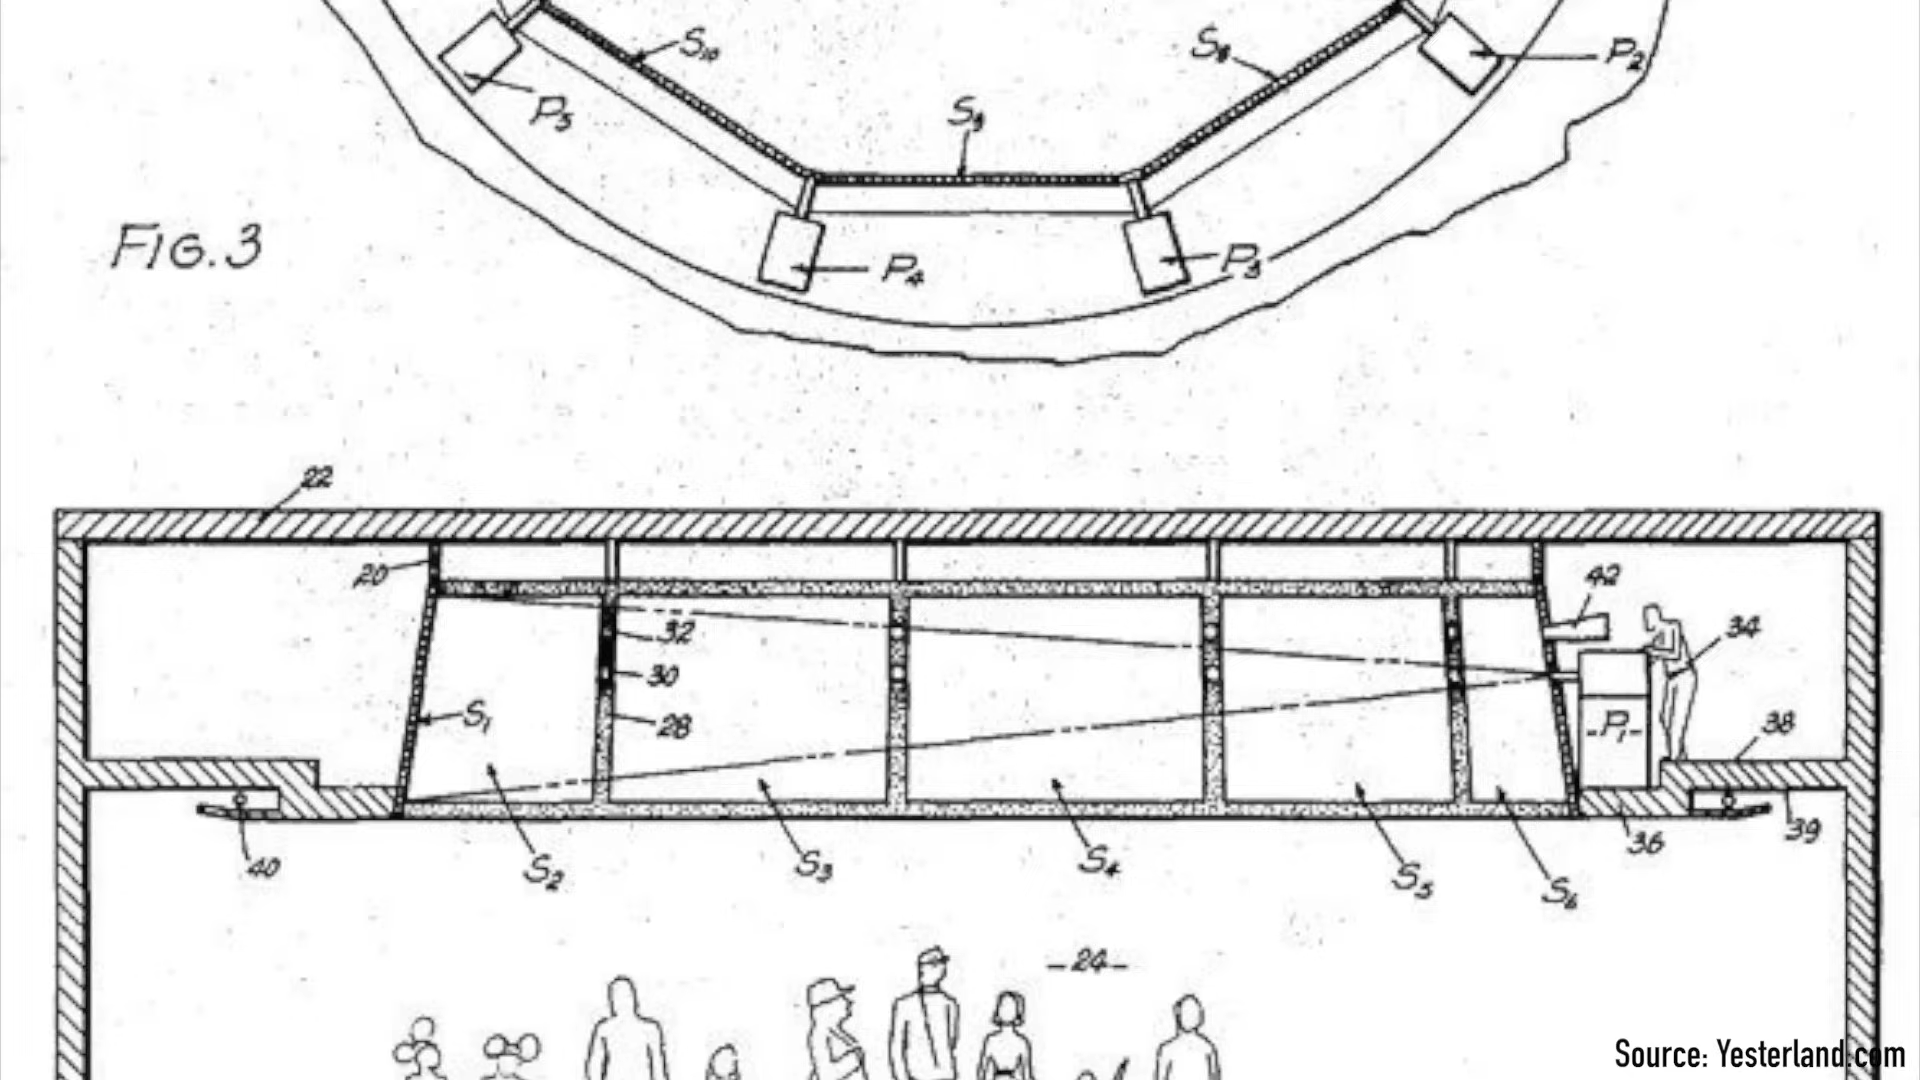 S10
S8
P2
P5
S9
FIG. 3
P4
P3
22
20
42
32
34
30
S1
28
-P1-
38
40
S2
S3
S4
S5
S6
36
39
-24-
Source: Yesterland.com